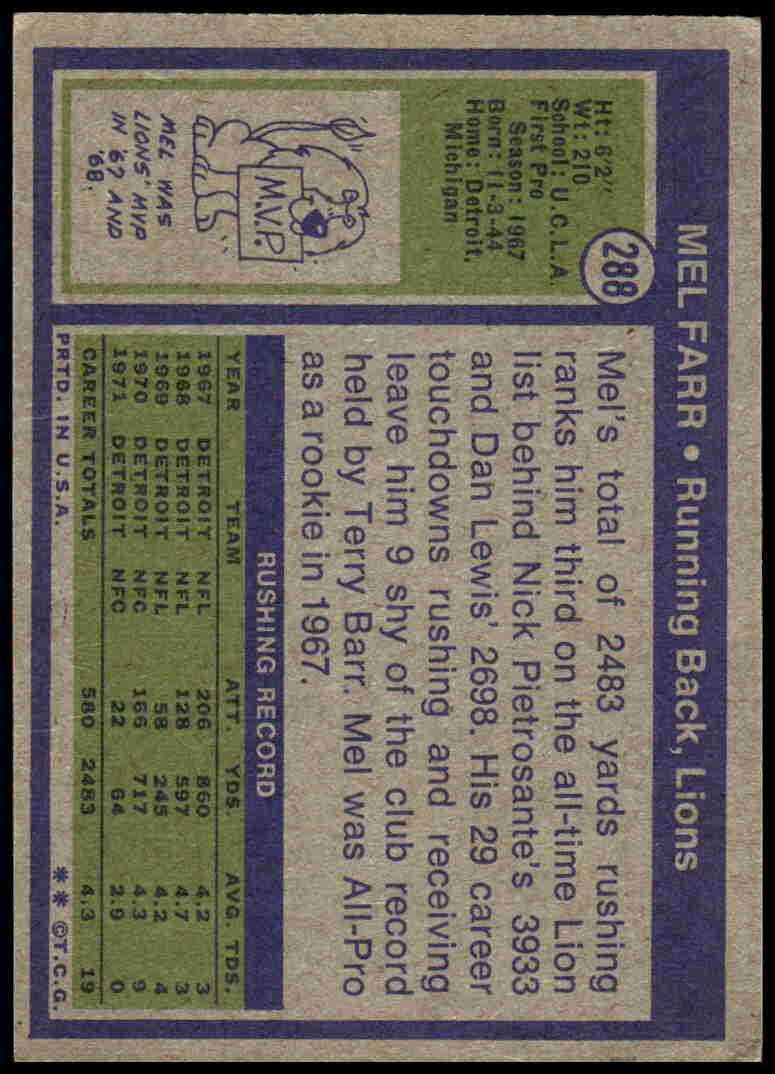 MEL FARR • Running Back, Lions
288
Ht: 6'2"
Wt: 210
School: U.C.L.A.
First Pro
Season: 1967
Born: 11-3-44
Home: Detroit,
Michigan
M.V.P.
MEL WAS
LIONS' MVP
IN '67 AND
'68.
Mel's total of 2483 yards rushing
ranks him third on the all-time Lion
list behind Nick Pietrosante's 3933
and Dan Lewis' 2698. His 29 career
touchdowns rushing and receiving
leave him 9 shy of the club record
held by Terry Barr. Mel was All-Pro
as a rookie in 1967.
RUSHING RECORD
YEAR TEAM ATT. YDS. AVG. TDS.
1967 DETROIT NFL 206 860 4.2 3
1968 DETROIT NFL 128 597 4.7 3
1969 DETROIT NFL 58 245 4.2 4
1970 DETROIT NFC 166 717 4.3 9
1971 DETROIT NFC 22 64 2.9 0
CAREER TOTALS 580 2483 4.3 19
PRTD. IN U.S.A. ** ©T.C.G.